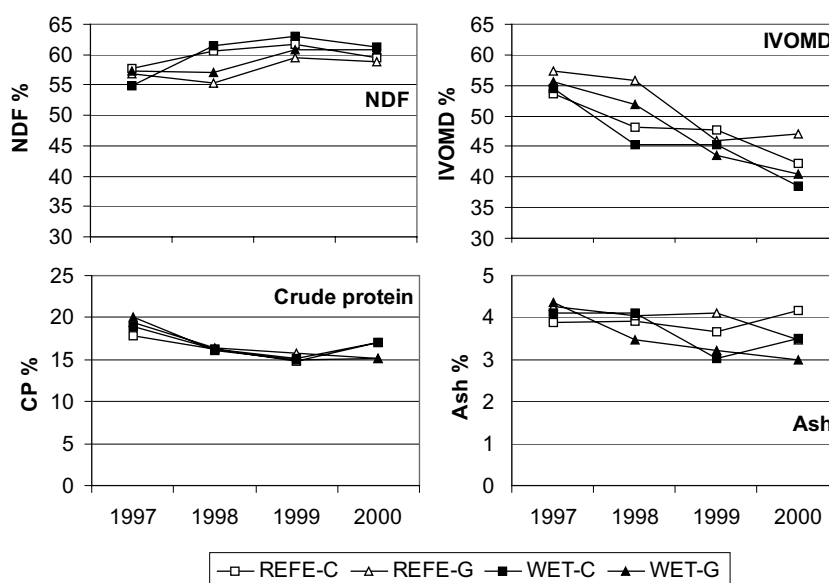 65
60
55
50
45
40
35
30
NDF %
NDF
65
60
55
50
45
40
35
30
IVOMD %
IVOMD
25
20
15
10
5
0
CP %
Crude protein
1997 1998 1999 2000
5
4
3
2
1
0
Ash %
Ash
1997 1998 1999 2000
REFE-C REFE-G WET-C WET-G